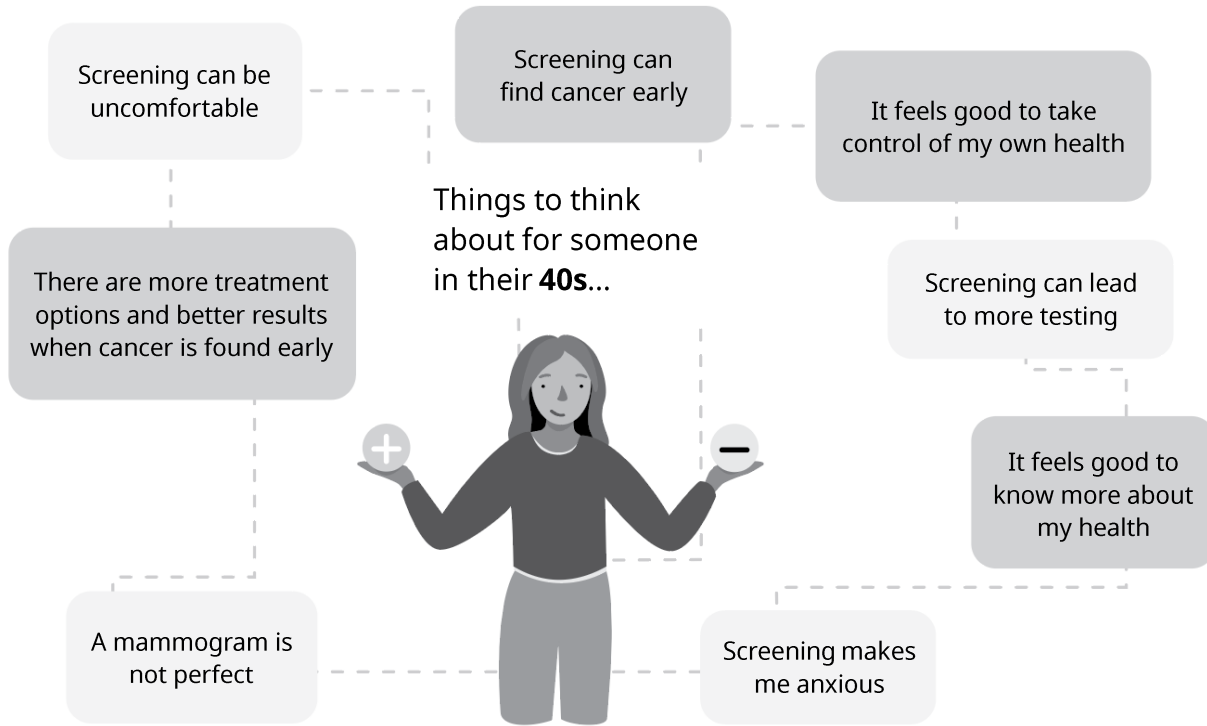 Screening can be
uncomfortable
Screening can
find cancer early
It feels good to take
control of my own health
Things to think
about for someone
in their 40s...
There are more treatment
options and better results
when cancer is found early
Screening can lead
to more testing
It feels good to
know more about
my health
A mammogram is
not perfect
Screening makes
me anxious